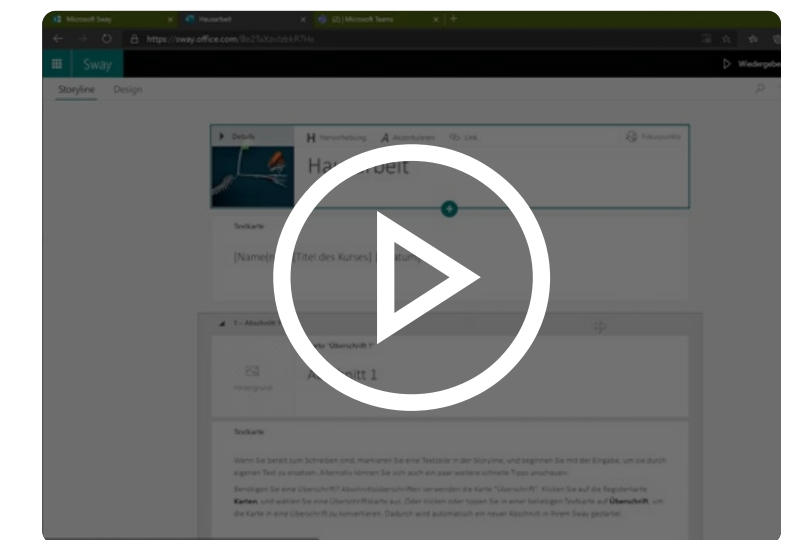 Microsoft Sway
Hausarbeit
(2) | Microsoft Teams
https://sway.office.com/
Sway
Wiedergeben
Storyline
Design
Details
Hervorhebung
Akzentuieren
Link
Fokuspunkte
Textkarte
[Titel des Kurses]
1 – Abschnitt 1
Hintergrund
Textkarte
Wenn Sie bereit zum Schreiben sind, markieren Sie eine Textzeile in der Storyline, und beginnen Sie mit der Eingabe, um sie durch
eigenen Text zu ersetzen. Alternativ können Sie sich auch ein paar weitere schnelle Tipps anschauen.
Benötigen Sie eine Überschrift? Abschnittsüberschriften verwenden die Karte "Überschrift". Klicken Sie auf die Registerkarte
Karten, und wählen Sie eine Überschriftskarte aus. Oder klicken oder tippen Sie in einer beliebigen Textkarte auf Überschrift, um
die Karte in eine Überschrift zu konvertieren. Dadurch wird automatisch ein neuer Abschnitt in Ihrem Sway gestartet.